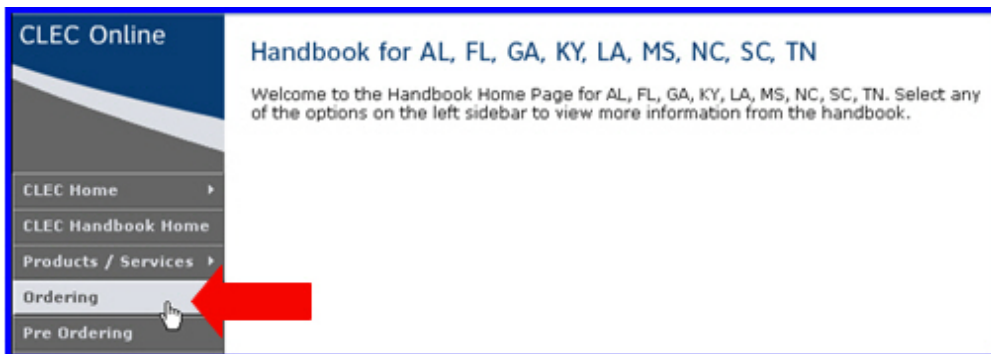 CLEC Online
Handbook for AL, FL, GA, KY, LA, MS, NC, SC, TN
Welcome to the Handbook Home Page for AL, FL, GA, KY, LA, MS, NC, SC, TN. Select any
of the options on the left sidebar to view more information from the handbook.
CLEC Home
CLEC Handbook Home
Products / Services
Ordering
Pre Ordering